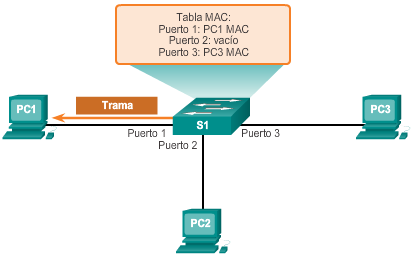 Tabla MAC:
Puerto 1: PC1 MAC
Puerto 2: vacío
Puerto 3: PC3 MAC
PC1
Trama
PC3
S1
Puerto 1
Puerto 3
Puerto 2
PC2